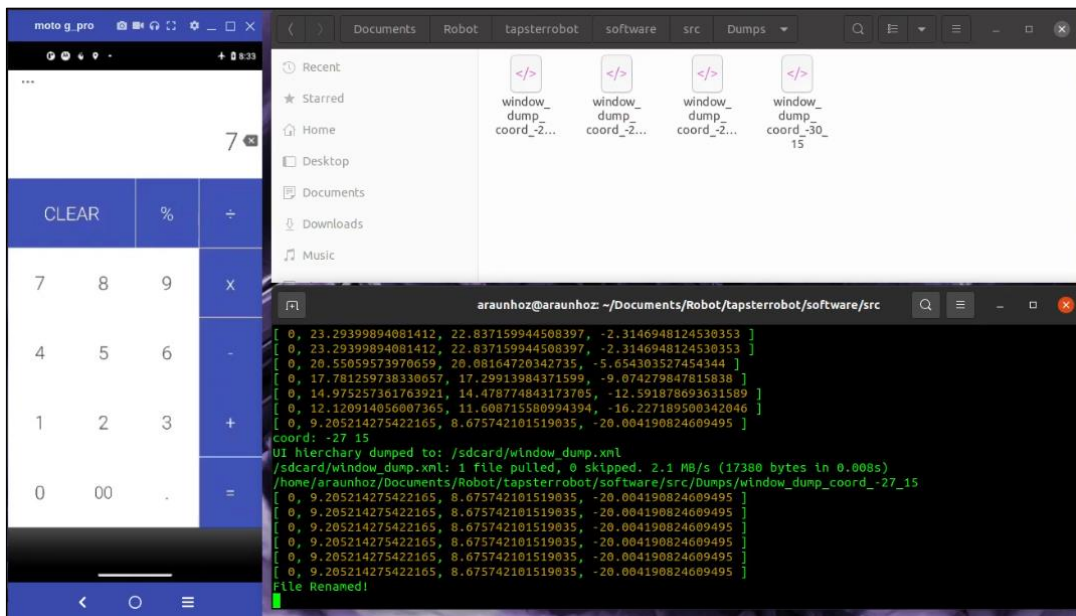 moto g_pro
8:33
...
7
CLEAR % ÷
7 8 9 x
4 5 6 -
1 2 3 +
0 00 . =
Documents Robot tapsterrobot software src Dumps
Recent
Starred
Home
Desktop
Documents
Downloads
Music
window_
dump_
coord_-2...
window_
dump_
coord_-2...
window_
dump_
coord_-2...
window_
dump_
coord_-30_
15
araunhoz@araunhoz: ~/Documents/Robot/tapsterrobot/software/src
[ 0, 23.29399894081412, 22.837159944508397, -2.3146948124530353 ]
[ 0, 23.29399894081412, 22.837159944508397, -2.3146948124530353 ]
[ 0, 20.55059573970659, 20.08164720342735, -5.654303527454344 ]
[ 0, 17.781259738330657, 17.29913984371599, -9.074279847815838 ]
[ 0, 14.975257361763921, 14.478774843173705, -12.591878693631589 ]
[ 0, 12.120914056007365, 11.608715580994394, -16.227189500342046 ]
[ 0, 9.205214275422165, 8.675742101519035, -20.004190824609495 ]
coord: -27 15
UI hierchary dumped to: /sdcard/window_dump.xml
/sdcard/window_dump.xml: 1 file pulled, 0 skipped. 2.1 MB/s (17380 bytes in 0.008s)
/home/araunhoz/Documents/Robot/tapsterrobot/software/src/Dumps/window_dump_coord_-27_15
[ 0, 9.205214275422165, 8.675742101519035, -20.004190824609495 ]
[ 0, 9.205214275422165, 8.675742101519035, -20.004190824609495 ]
[ 0, 9.205214275422165, 8.675742101519035, -20.004190824609495 ]
[ 0, 9.205214275422165, 8.675742101519035, -20.004190824609495 ]
[ 0, 9.205214275422165, 8.675742101519035, -20.004190824609495 ]
[ 0, 9.205214275422165, 8.675742101519035, -20.004190824609495 ]
File Renamed!